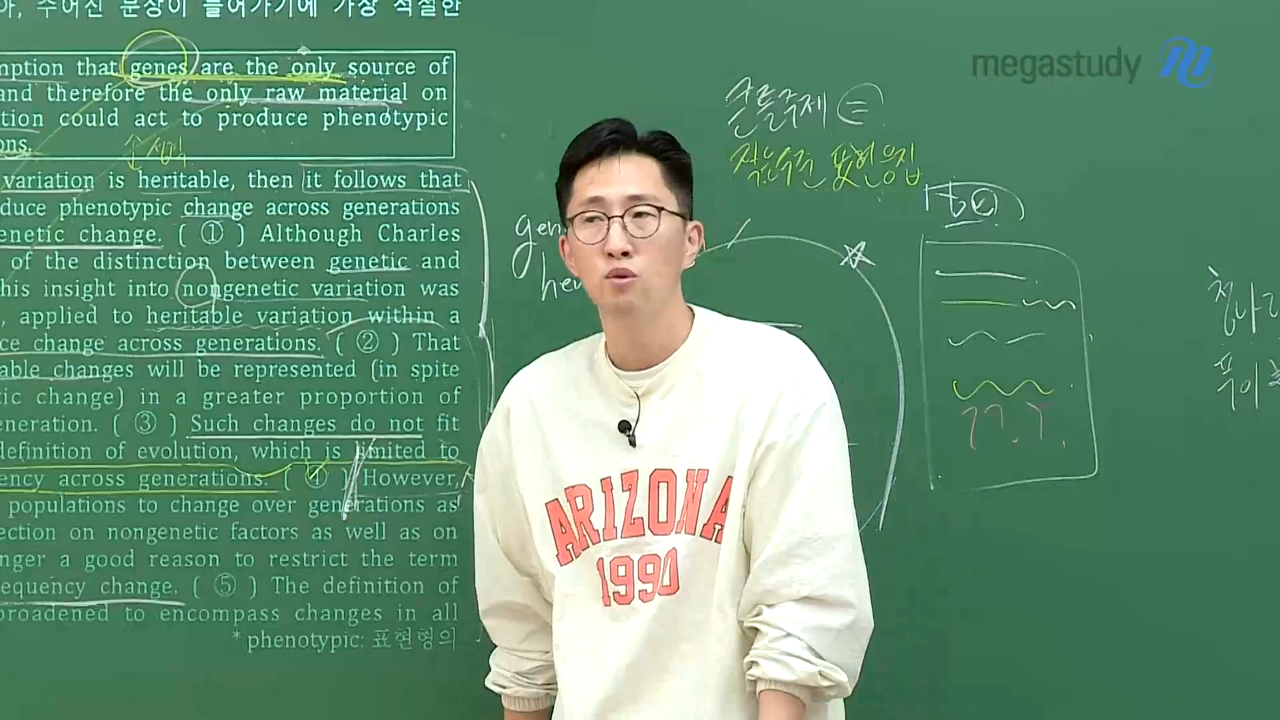 주어진 문장이 들어가기에 가장 적절한
mption that genes are the only source of
and therefore the only raw material on
tion could act to produce phenotypic
ons.
variation is heritable, then it follows that
duce phenotypic change across generations
enetic change. ( ① ) Although Charles
of the distinction between genetic and
his insight into nongenetic variation was
, applied to heritable variation within a
ce change across generations. ( ② ) That
able changes will be represented (in spite
ic change) in a greater proportion of
eneration. ( ③ ) Such changes do not fit
definition of evolution, which is limited to
ency across generations. ( ④ ) However,
populations to change over generations as
ection on nongenetic factors as well as on
nger a good reason to restrict the term
equency change. ( ⑤ ) The definition of
broadened to encompass changes in all
* phenotypic: 표현형의
gen
he
megastudy
ARIZONA
1990